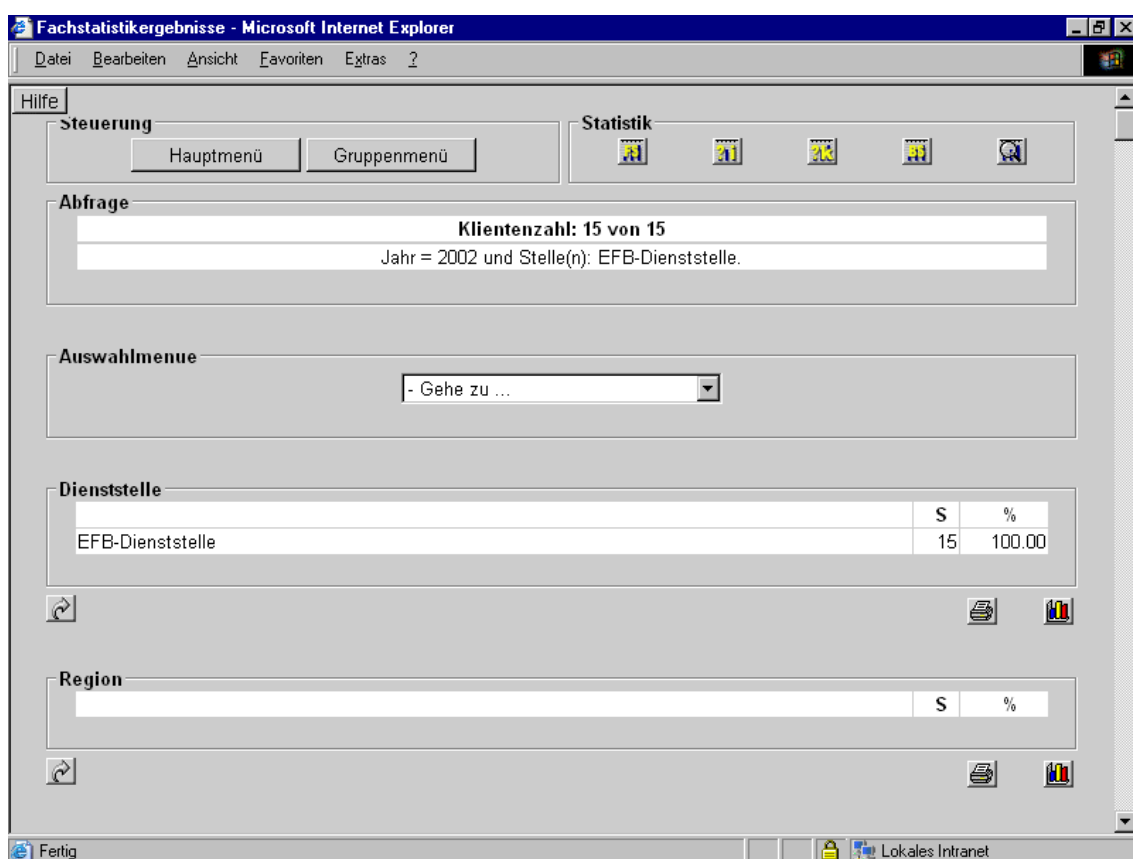 Fachstatistikergebnisse - Microsoft Internet Explorer
Datei Bearbeiten Ansicht Favoriten Extras ?
Hilfe
Steuerung
Statistik
Hauptmenü Gruppenmenü
Abfrage
Klientenzahl: 15 von 15
Jahr = 2002 und Stelle(n): EFB-Dienststelle.
Auswahlmenue
- Gehe zu ...
Dienststelle
S %
EFB-Dienststelle 15 100.00
Region
S %
Fertig Lokales Intranet